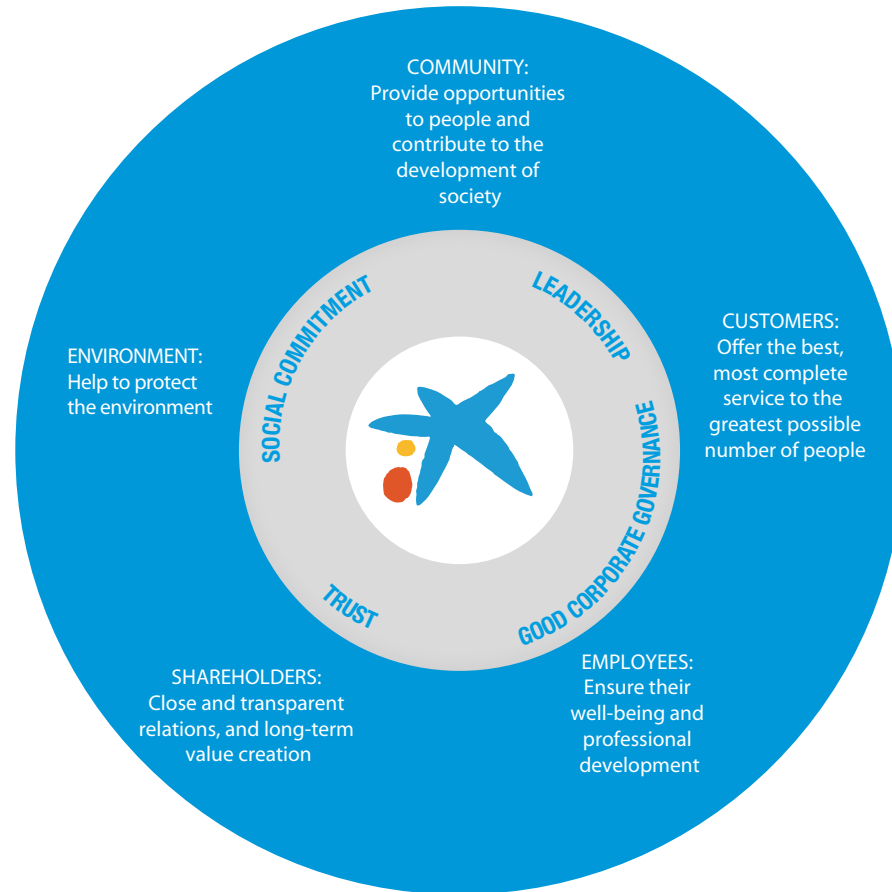 COMMUNITY:
Provide opportunities
to people and
contribute to the
development of
society
SOCIAL COMMITMENT
LEADERSHIP
ENVIRONMENT:
Help to protect
the environment
CUSTOMERS:
Offer the best,
most complete
service to the
greatest possible
number of people
GOOD CORPORATE GOVERNANCE
TRUST
SHAREHOLDERS:
Close and transparent
relations, and long-term
value creation
EMPLOYEES:
Ensure their
well-being and
professional
development